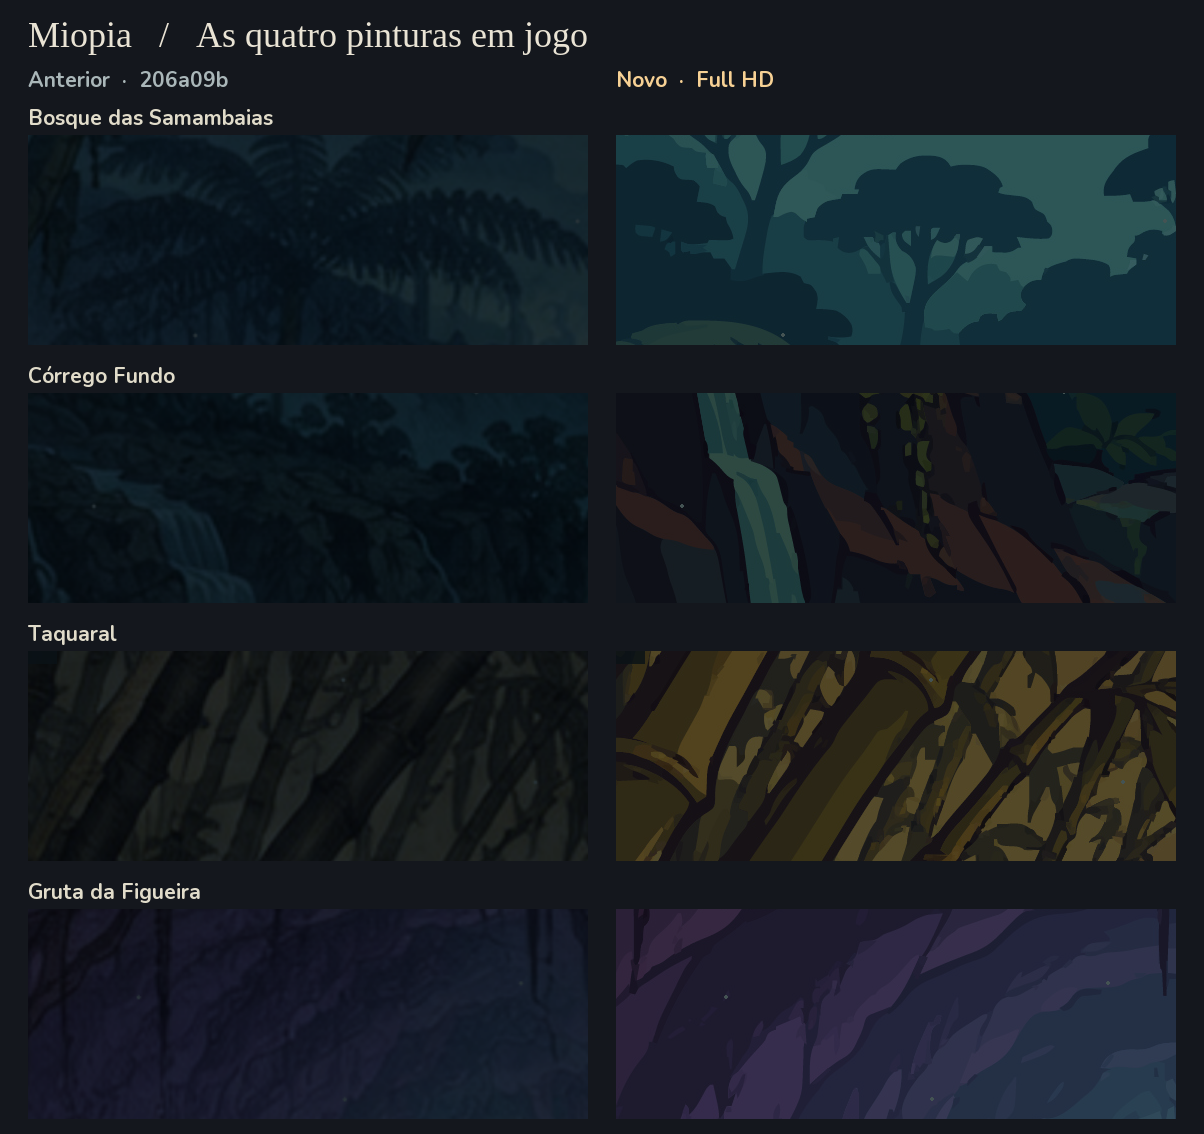 Miopia / As quatro pinturas em jogo
Anterior · 206a09b
Novo · Full HD
Bosque das Samambaias
Córrego Fundo
Taquaral
Gruta da Figueira